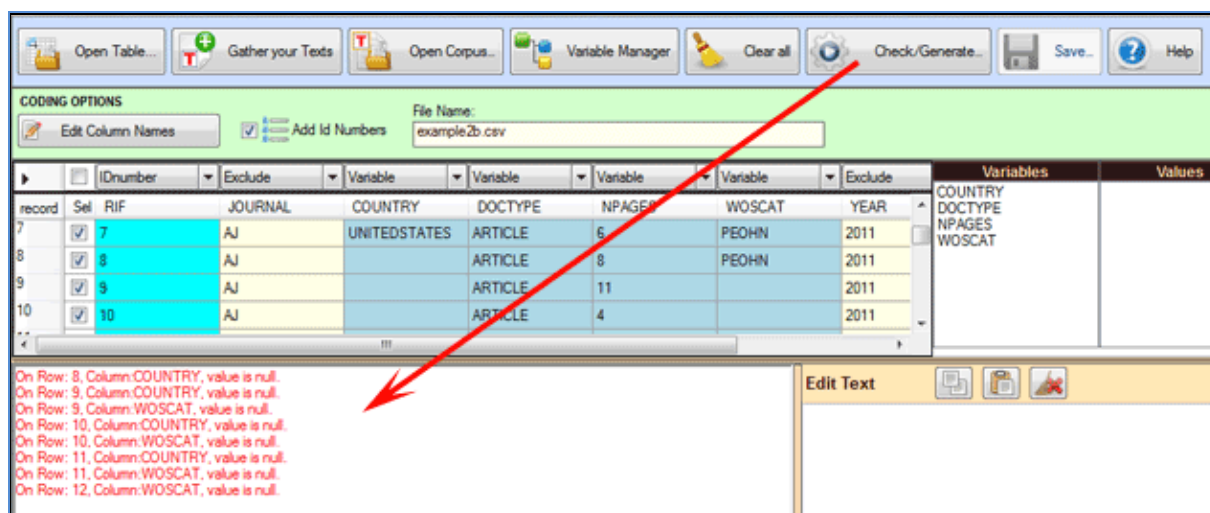 Open Table... Gather your Texts Open Corpus.. Variable Manager Clear all Check/Generate.. Save.. Help
CODING OPTIONS
File Name:
Edit Column Names Add Id Numbers example2b.csv
IDnumber Exclude Variable Variable Variable Variable Exclude Variables Values
record Sel RIF JOURNAL COUNTRY DOCTYPE NPAGES WOSCAT YEAR
7 7 AJ UNITEDSTATES ARTICLE 6 PEOHN 2011
8 8 AJ ARTICLE 8 PEOHN 2011
9 9 AJ ARTICLE 11 2011
10 10 AJ ARTICLE 4 2011
COUNTRY
DOCTYPE
NPAGES
WOSCAT
On Row: 8, Column:COUNTRY, value is null.
On Row: 9, Column:COUNTRY, value is null.
On Row: 9, Column:WOSCAT, value is null.
On Row: 10, Column:COUNTRY, value is null.
On Row: 10, Column:WOSCAT, value is null.
On Row: 11, Column:COUNTRY, value is null.
On Row: 11, Column:WOSCAT, value is null.
On Row: 12, Column:WOSCAT, value is null.
Edit Text